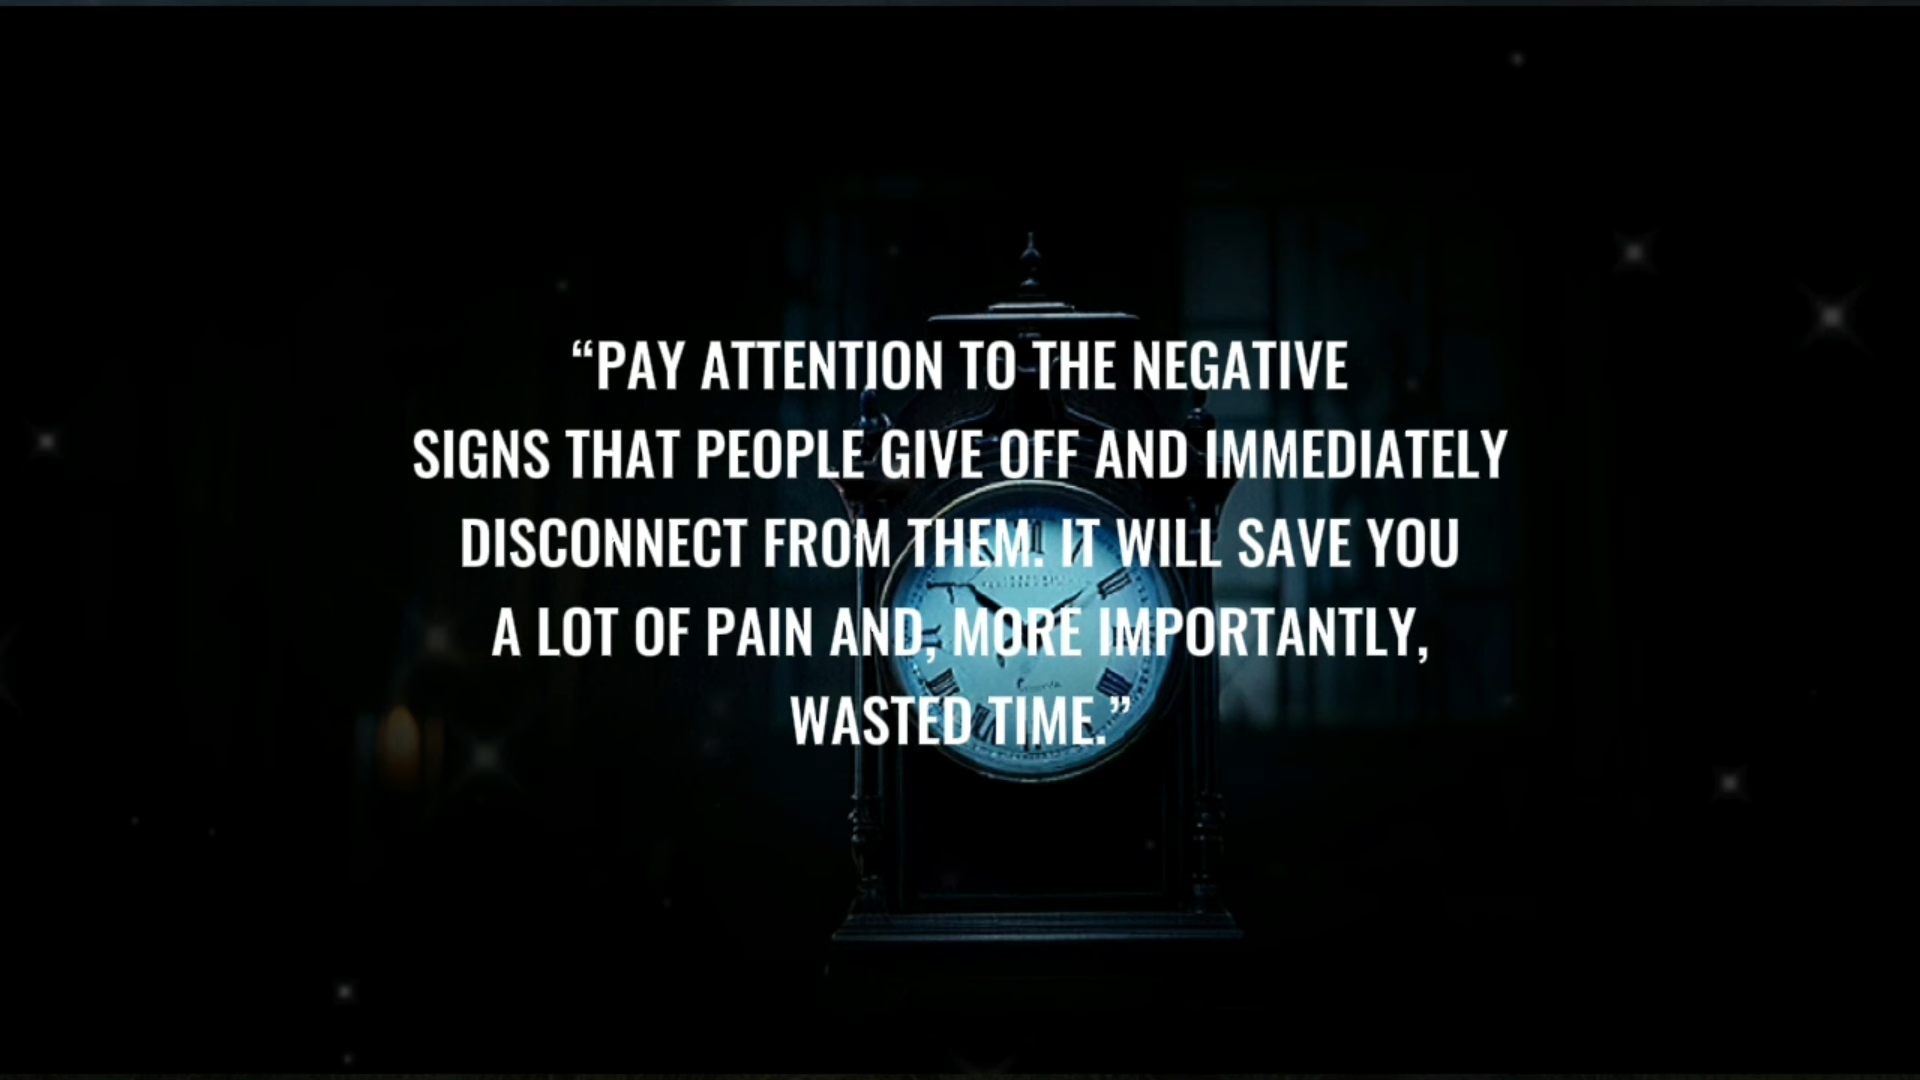 “PAY ATTENTION TO THE NEGATIVE
SIGNS THAT PEOPLE GIVE OFF AND IMMEDIATELY
DISCONNECT FROM THEM. IT WILL SAVE YOU
A LOT OF PAIN AND, MORE IMPORTANTLY,
WASTED TIME.”